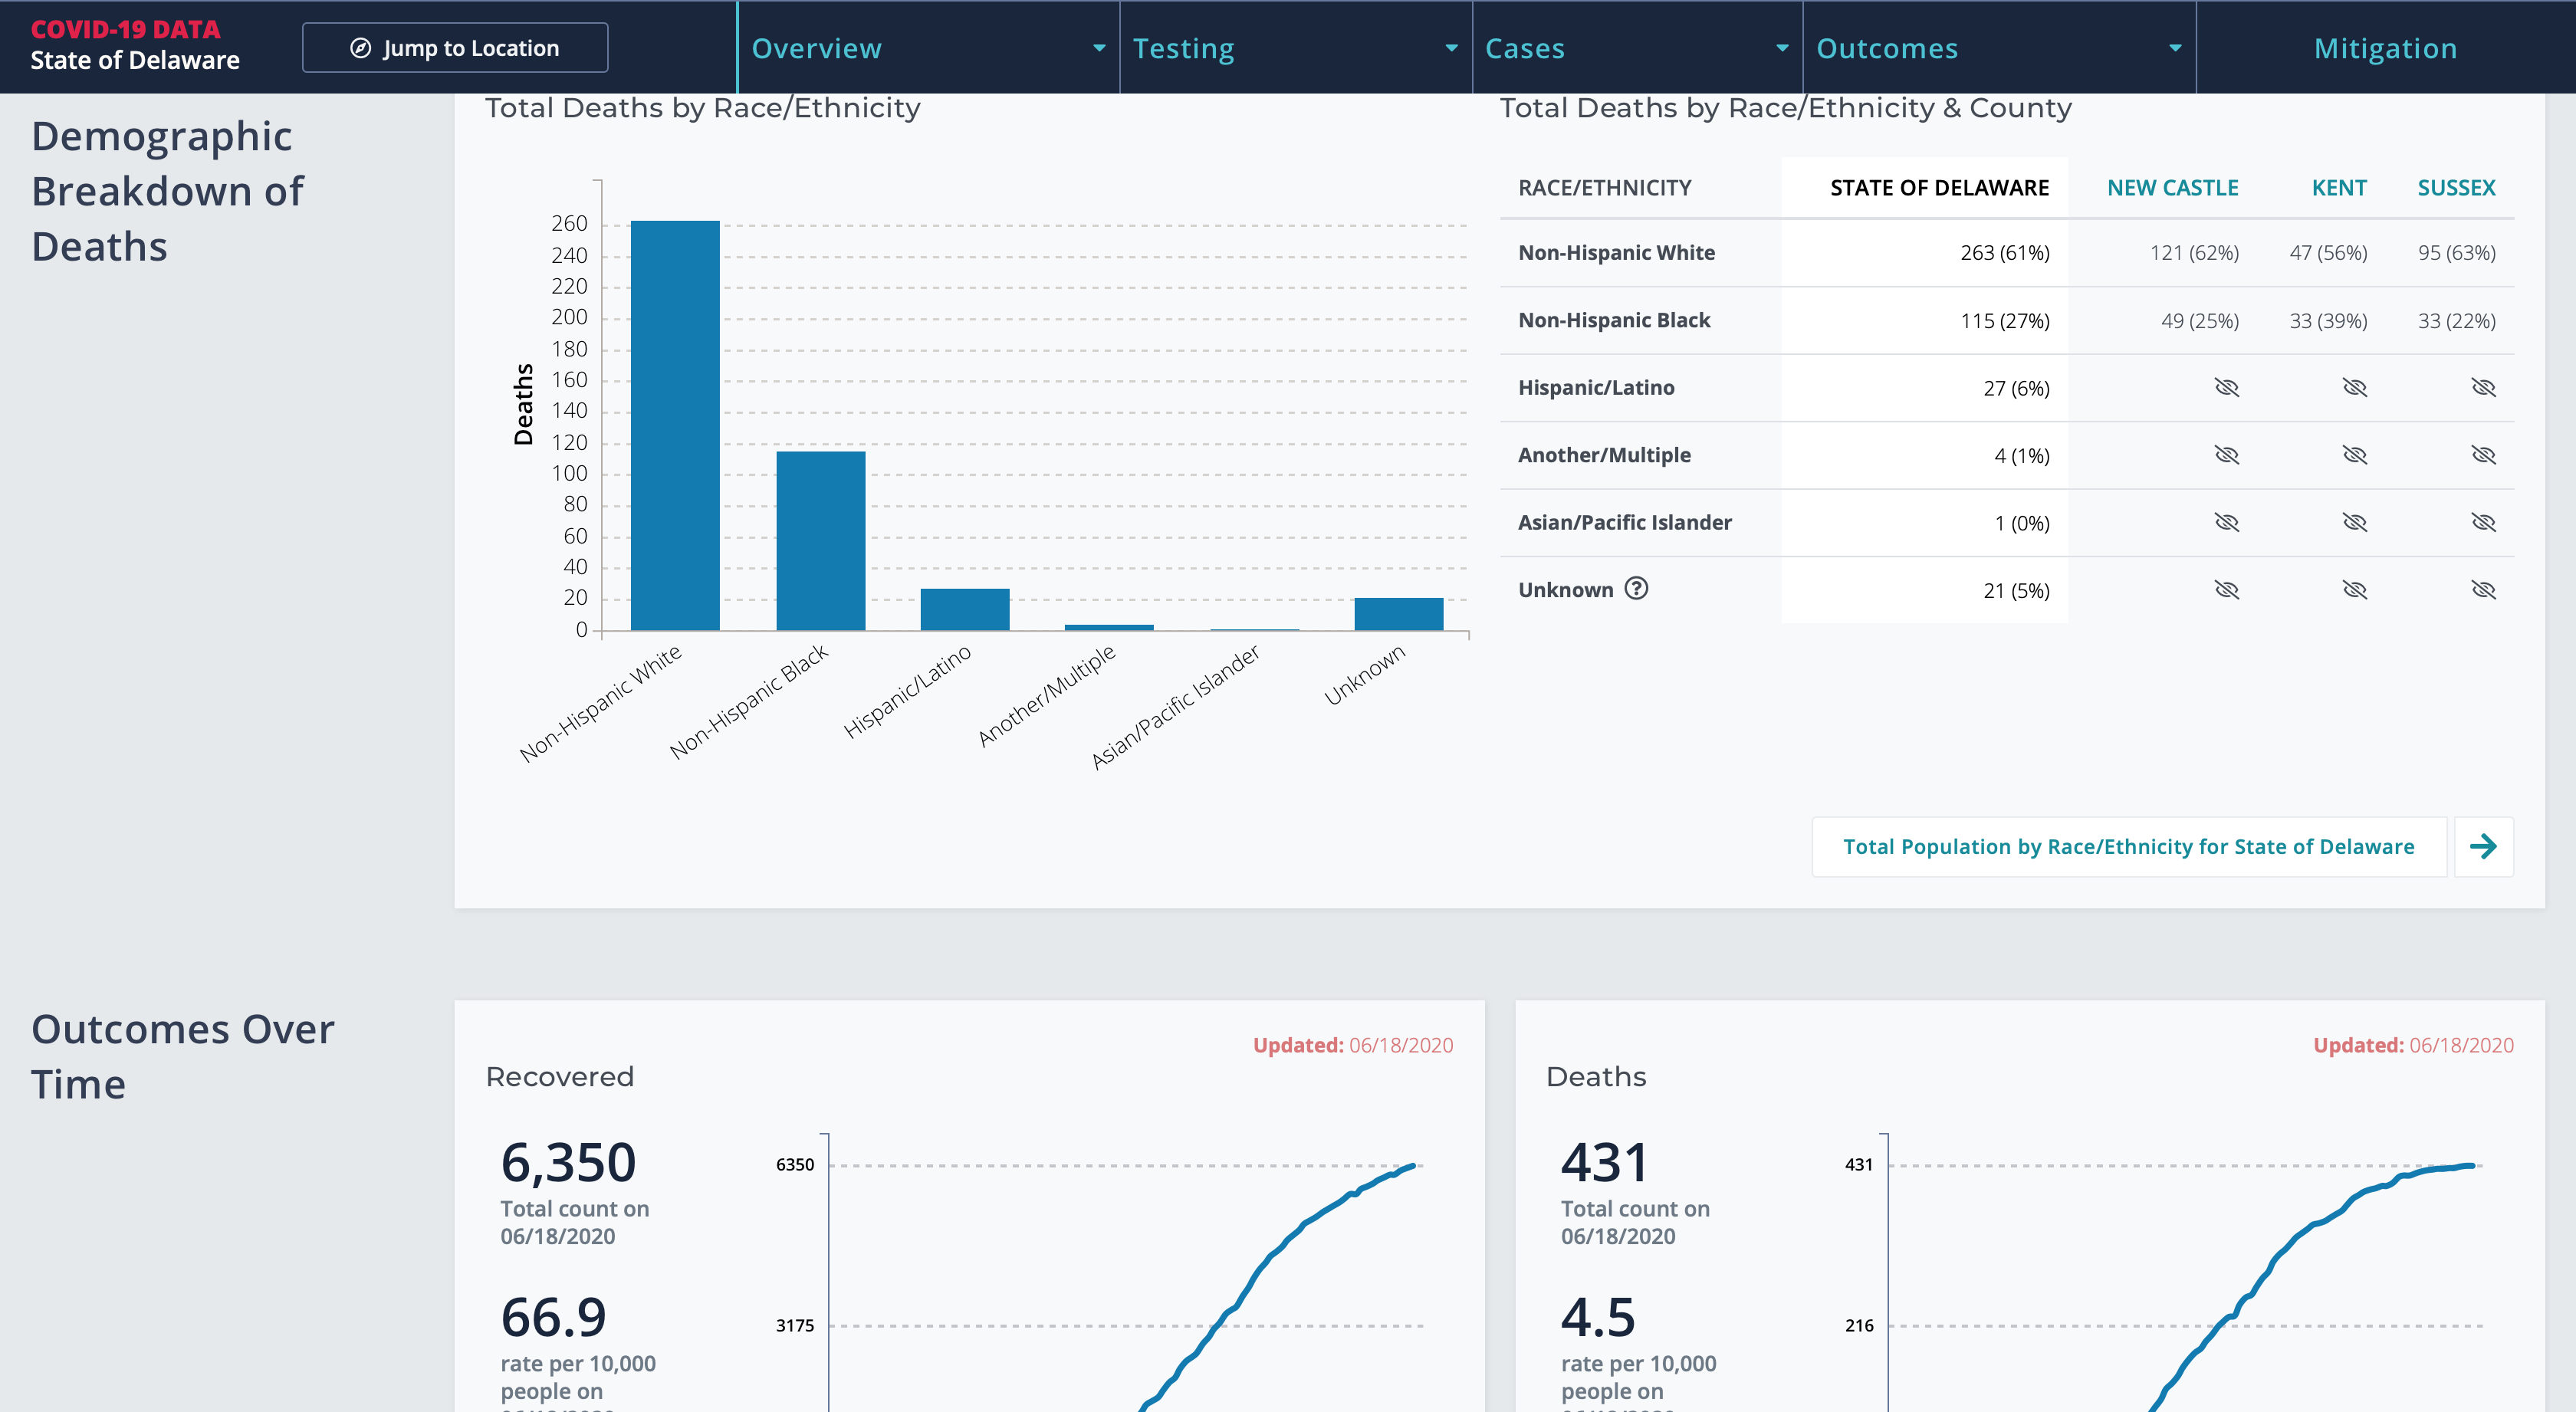 COVID-19 DATA
State of Delaware
Jump to Location
Overview
Testing
Cases
Outcomes
Mitigation
Demographic
Breakdown of
Deaths
Total Deaths by Race/Ethnicity
Deaths
260
240
220
200
180
160
140
120
100
80
60
40
20
0
Non-Hispanic White
Non-Hispanic Black
Hispanic/Latino
Another/Multiple
Asian/Pacific Islander
Unknown
Total Deaths by Race/Ethnicity & County
RACE/ETHNICITY STATE OF DELAWARE NEW CASTLE KENT SUSSEX
Non-Hispanic White 263 (61%) 121 (62%) 47 (56%) 95 (63%)
Non-Hispanic Black 115 (27%) 49 (25%) 33 (39%) 33 (22%)
Hispanic/Latino 27 (6%)
Another/Multiple 4 (1%)
Asian/Pacific Islander 1 (0%)
Unknown ? 21 (5%)
Total Population by Race/Ethnicity for State of Delaware
Outcomes Over
Time
Updated: 06/18/2020
Recovered
6,350
Total count on
06/18/2020
66.9
rate per 10,000
people on
6350
3175
Updated: 06/18/2020
Deaths
431
Total count on
06/18/2020
4.5
rate per 10,000
people on
431
216